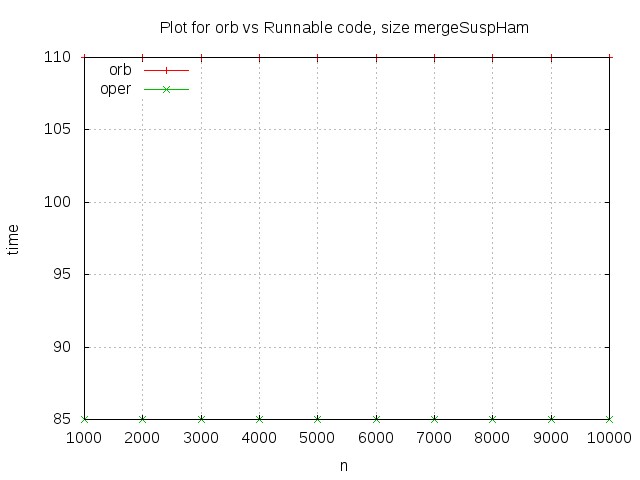 Plot for orb vs Runnable code, size mergeSuspHam
110
orb
oper
105
100
95
90
85
time
1000 2000 3000 4000 5000 6000 7000 8000 9000 10000
n